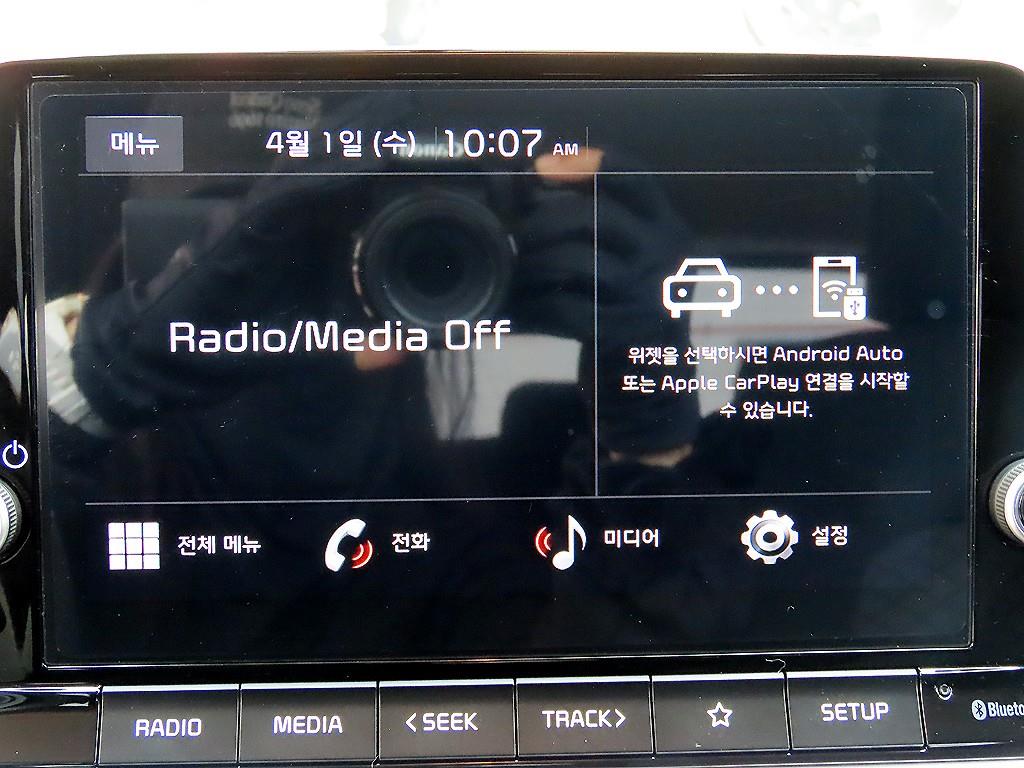 메뉴
4월 1일 (수) 10:07 AM
Radio/Media Off
위젯을 선택하시면 Android Auto
또는 Apple CarPlay 연결을 시작할
수 있습니다.
전체 메뉴
전화
미디어
설정
RADIO
MEDIA
<SEEK
TRACK>
SETUP